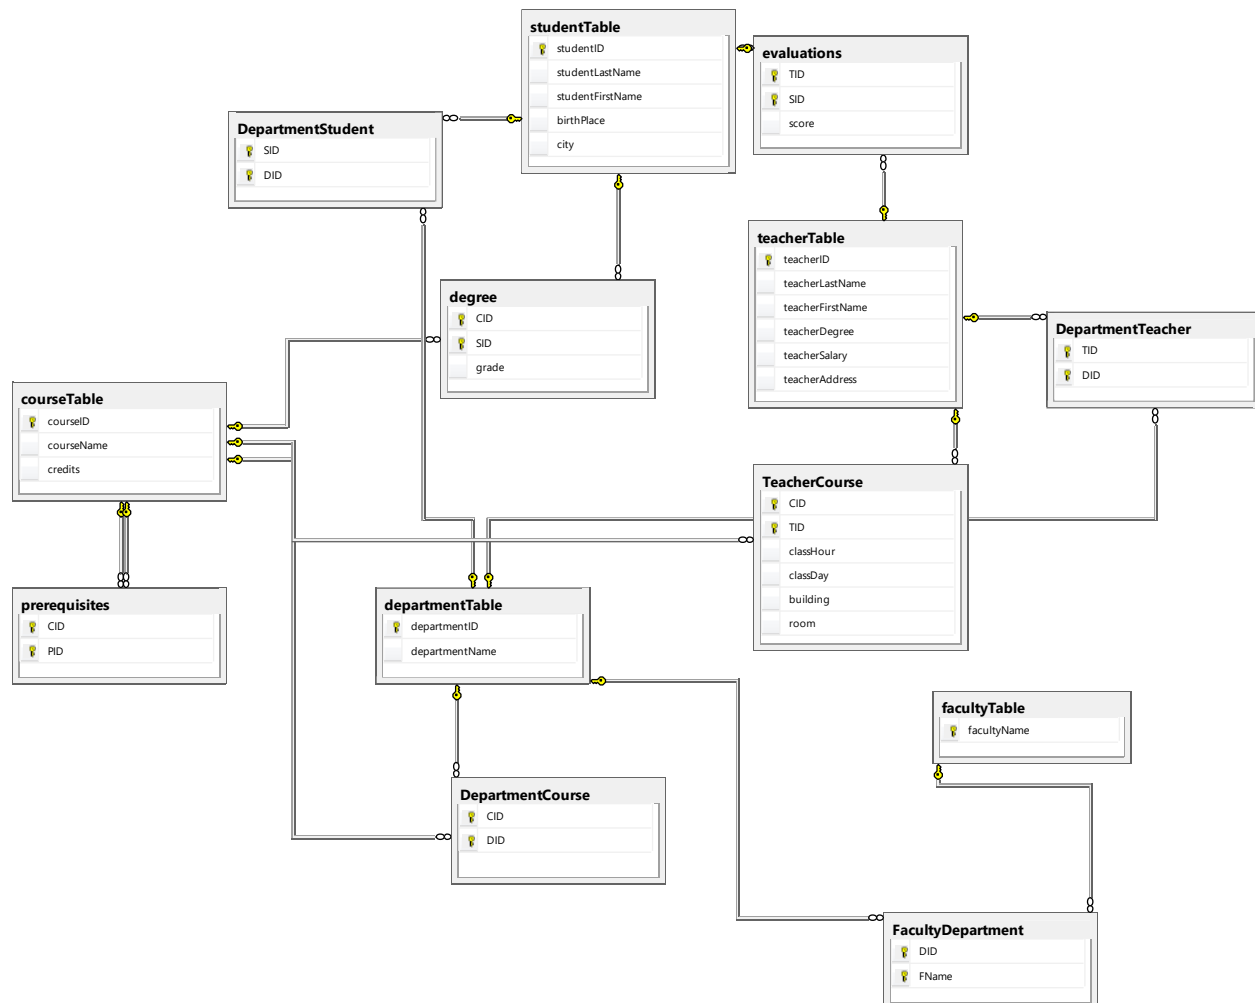 studentTable
studentID
studentLastName
studentFirstName
birthPlace
city
evaluations
TID
SID
score
DepartmentStudent
SID
DID
teacherTable
teacherID
teacherLastName
teacherFirstName
teacherDegree
teacherSalary
teacherAddress
degree
CID
SID
grade
DepartmentTeacher
TID
DID
courseTable
courseID
courseName
credits
TeacherCourse
CID
TID
classHour
classDay
building
room
prerequisites
CID
PID
departmentTable
departmentID
departmentName
facultyTable
facultyName
DepartmentCourse
CID
DID
FacultyDepartment
DID
FName